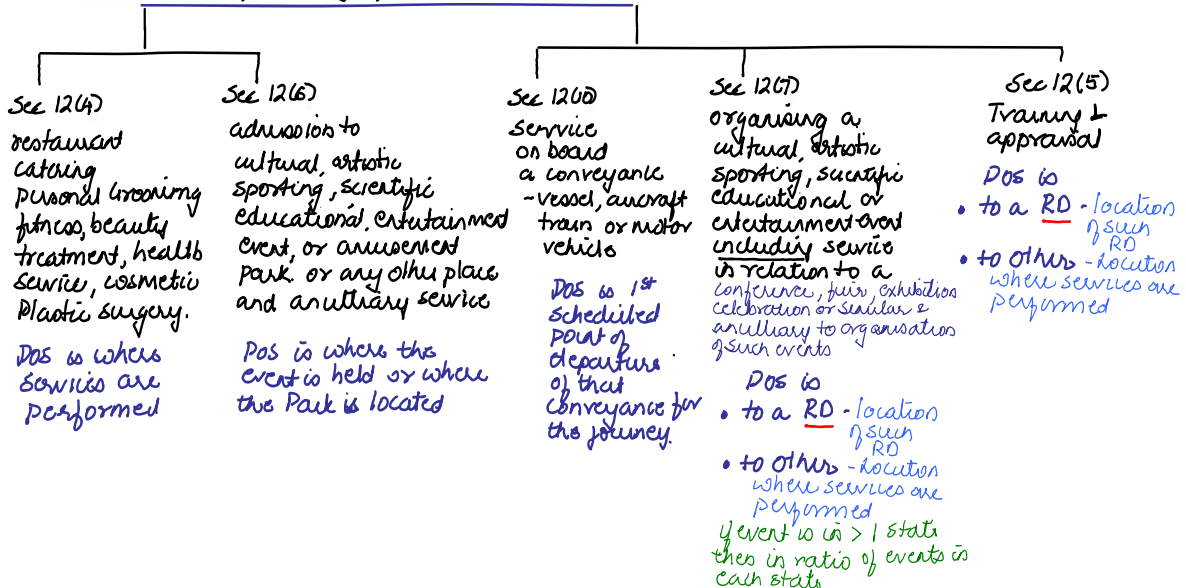 Sec 12(4)
restaurant
catering
personal Grooming
fitness, beauty
treatment, health
service, cosmetic
Plastic surgery.
POS is where
services are
performed
Sec 12(6)
admission to
cultural, artistic
sporting, scientific
educational, entertainment
event, or amusement
Park or any other place
and ancillary service
POS is where the
event is held or where
the Park is located
Sec 12(10)
service
on board
a conveyance
- vessel, aircraft
train or motor
vehicle
POS is 1st
scheduled
point of
departure
of that
conveyance for
the journey.
Sec 12(7)
organising a
cultural, artistic
sporting, scientific
educational or
entertainment event
including service
in relation to a
conference, fair, exhibition
celebration or similar &
ancillary to organisation
of such events
POS is
• to a RD - location
of such
RD
• to others - Location
where services are
performed
if event is in > 1 state
then in ratio of events in
each state
Sec 12(5)
Training &
appraisal
POS is
• to a RD - location
of such
RD
• to others - Location
where services are
performed